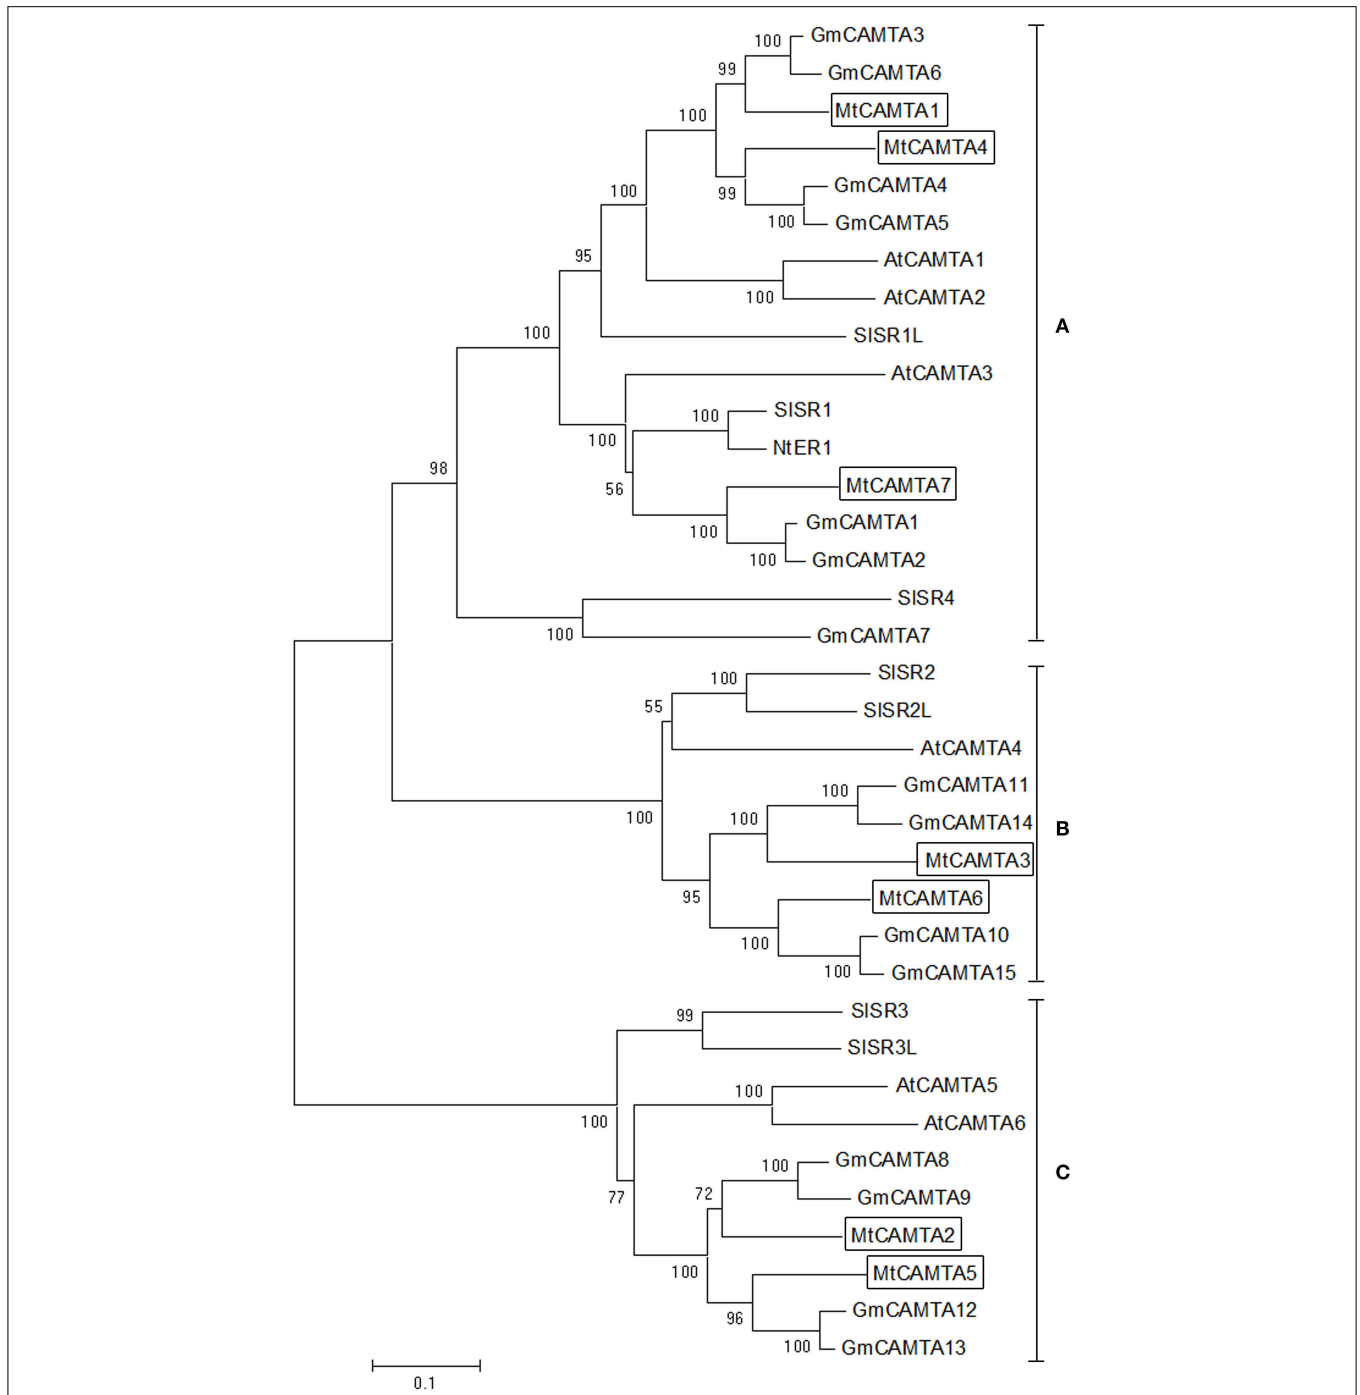 GmCAMTA3
100
GmCAMTA6
99
MtCAMTA1
100
MtCAMTA4
GmCAMTA4
99
100
GmCAMTA5
100
AtCAMTA1
95
AtCAMTA2
100
A
SlSR1L
100
AtCAMTA3
SlSR1
100
NtER1
100
98
MtCAMTA7
56
GmCAMTA1
100
GmCAMTA2
100
SlSR4
GmCAMTA7
100
SlSR2
100
SlSR2L
55
AtCAMTA4
GmCAMTA11
100
GmCAMTA14
100
100
B
MtCAMTA3
MtCAMTA6
95
GmCAMTA10
100
GmCAMTA15
100
SlSR3
99
SlSR3L
AtCAMTA5
100
AtCAMTA6
100
GmCAMTA8
100
C
GmCAMTA9
72
77
MtCAMTA2
MtCAMTA5
100
GmCAMTA12
96
GmCAMTA13
100
0.1